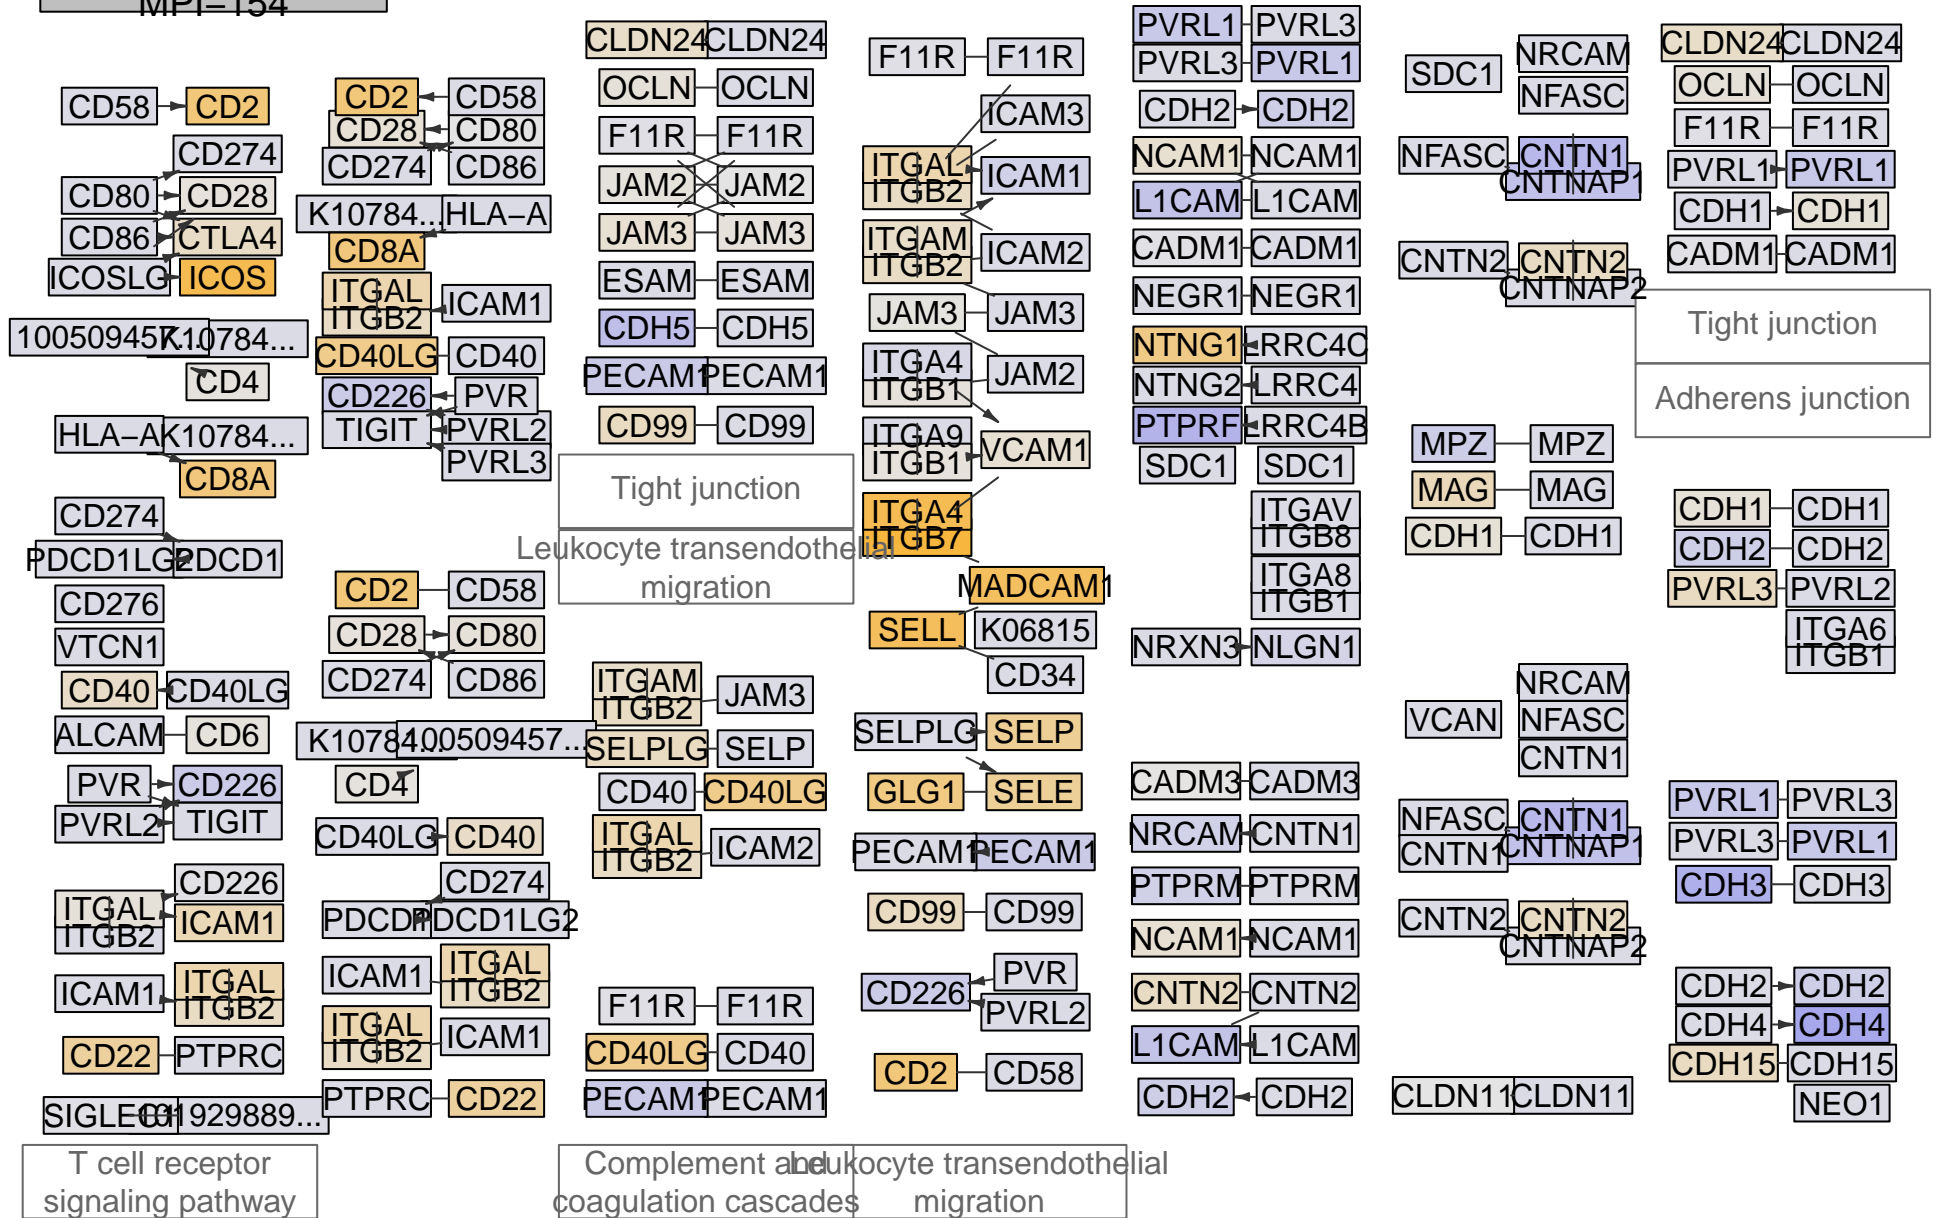 MPI−154
CD58
CD2
CD274
CD80
CD28
CD86
CTLA4
ICOSLG
ICOS
100509457...
K10784...
CD4
HLA−A
K10784...
CD8A
CD274
PDCD1LG2
PDCD1
CD276
VTCN1
CD40
CD40LG
ALCAM
CD6
PVR
CD226
PVRL2
TIGIT
CD226
ITGAL
ITGB2
ICAM1
ICAM1
ITGAL
ITGB2
CD22
PTPRC
101929889...
T cell receptor
signaling pathway
CD2
CD58
CD28
CD80
CD274
CD86
K10784...
HLA−A
CD8A
ITGAL
ITGB2
ICAM1
CD40LG
CD40
CD226
PVR
TIGIT
PVRL2
PVRL3
CD2
CD58
CD28
CD80
CD274
CD86
K10784...
100509457...
CD4
CD40LG
CD40
CD274
PDCD1
PDCD1LG2
ICAM1
ITGAL
ITGB2
ITGAL
ITGB2
ICAM1
PTPRC
CD22
CLDN24
CLDN24
OCLN
OCLN
F11R
F11R
JAM2
JAM2
JAM3
JAM3
ESAM
ESAM
CDH5
CDH5
PECAM1
PECAM1
CD99
CD99
Tight junction
Leukocyte transendothelial
migration
ITGAM
ITGB2
JAM3
SELPLG
SELP
CD40
CD40LG
ITGAL
ITGB2
ICAM2
F11R
F11R
CD40LG
CD40
PECAM1
PECAM1
Complement and
coagulation cascades
F11R
F11R
ICAM3
ITGAL
ITGB2
ICAM1
ITGAM
ITGB2
ICAM2
JAM3
JAM3
ITGA4
ITGB1
JAM2
ITGA9
ITGB1
VCAM1
ITGA4
ITGB7
MADCAM1
SELL
K06815
CD34
SELPLG
SELP
GLG1
SELE
PECAM1
PECAM1
CD99
CD99
CD226
PVR
PVRL2
CD2
CD58
Leukocyte transendothelial
migration
PVRL1
PVRL3
PVRL3
PVRL1
CDH2
CDH2
NCAM1
NCAM1
L1CAM
L1CAM
CADM1
CADM1
NEGR1
NEGR1
NTNG1
LRRC4C
NTNG2
LRRC4
PTPRF
LRRC4B
SDC1
SDC1
ITGAV
ITGB8
ITGA8
ITGB1
NRXN3
NLGN1
CADM3
CADM3
NRCAM
CNTN1
PTPRM
PTPRM
NCAM1
NCAM1
CNTN2
CNTN2
L1CAM
L1CAM
CDH2
CDH2
SDC1
NRCAM
NFASC
NFASC
CNTN1
CNTNAP1
CNTN2
CNTN2
CNTNAP2
MPZ
MPZ
MAG
MAG
CDH1
CDH1
VCAN
NRCAM
NFASC
CNTN1
NFASC
CNTN1
CNTN1
CNTNAP1
CNTN2
CNTN2
CNTNAP2
CLDN11
CLDN11
CLDN24
CLDN24
OCLN
OCLN
F11R
F11R
PVRL1
PVRL1
CDH1
CDH1
CADM1
CADM1
Tight junction
Adherens junction
CDH1
CDH1
CDH2
CDH2
PVRL3
PVRL2
ITGA6
ITGB1
PVRL1
PVRL3
PVRL3
PVRL1
CDH3
CDH3
CDH2
CDH2
CDH4
CDH4
CDH15
CDH15
NEO1